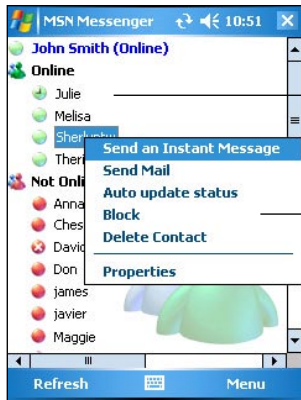 MSN Messenger 10:51
John Smith (Online)
Online
Julie
Melisa
Send an Instant Message
Send Mail
Auto update status
Block
Delete Contact
Properties
Not Onli
Anna
Ches
David
Don
james
javier
Maggie
Refresh Menu